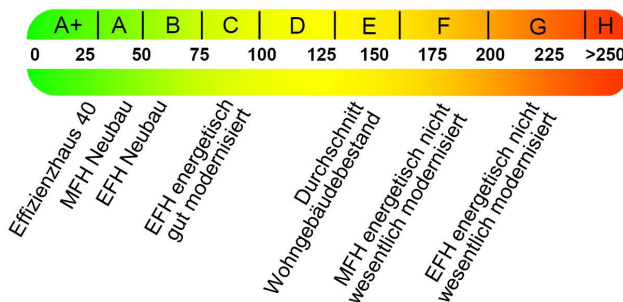 A+ A B C D E F G H
0 25 50 75 100 125 150 175 200 225 >250
Effizienzhaus 40
MFH Neubau
EFH Neubau
EFH energetisch
gut modernisiert
Durchschnitt
Wohngebäudebestand
MFH energetisch nicht
wesentlich modernisiert
EFH energetisch nicht
wesentlich modernisiert